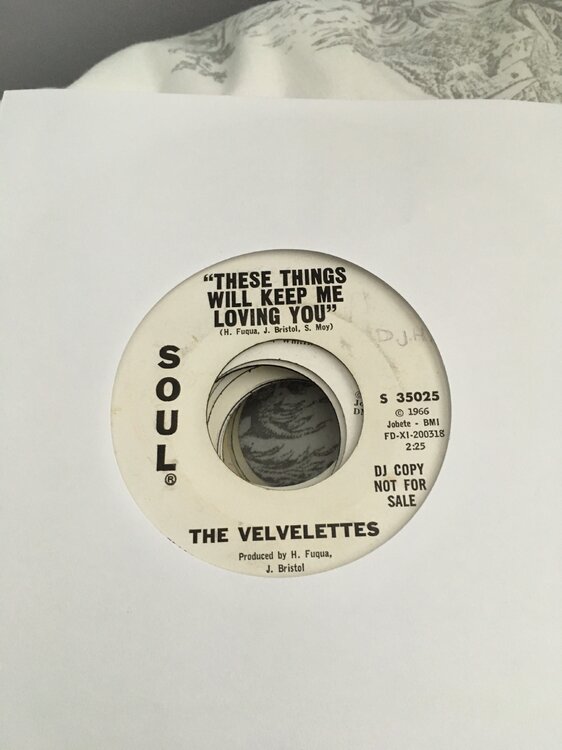 "THESE THINGS
WILL KEEP ME
LOVING YOU"
(H. Fuqua, J. Bristol, S. Moy)
SOUL®
S 35025
© 1966
Jobete - BMI
FD-XI-200318
2:25
DJ COPY
NOT FOR
SALE
THE VELVELETTES
Produced by H. Fuqua,
J. Bristol